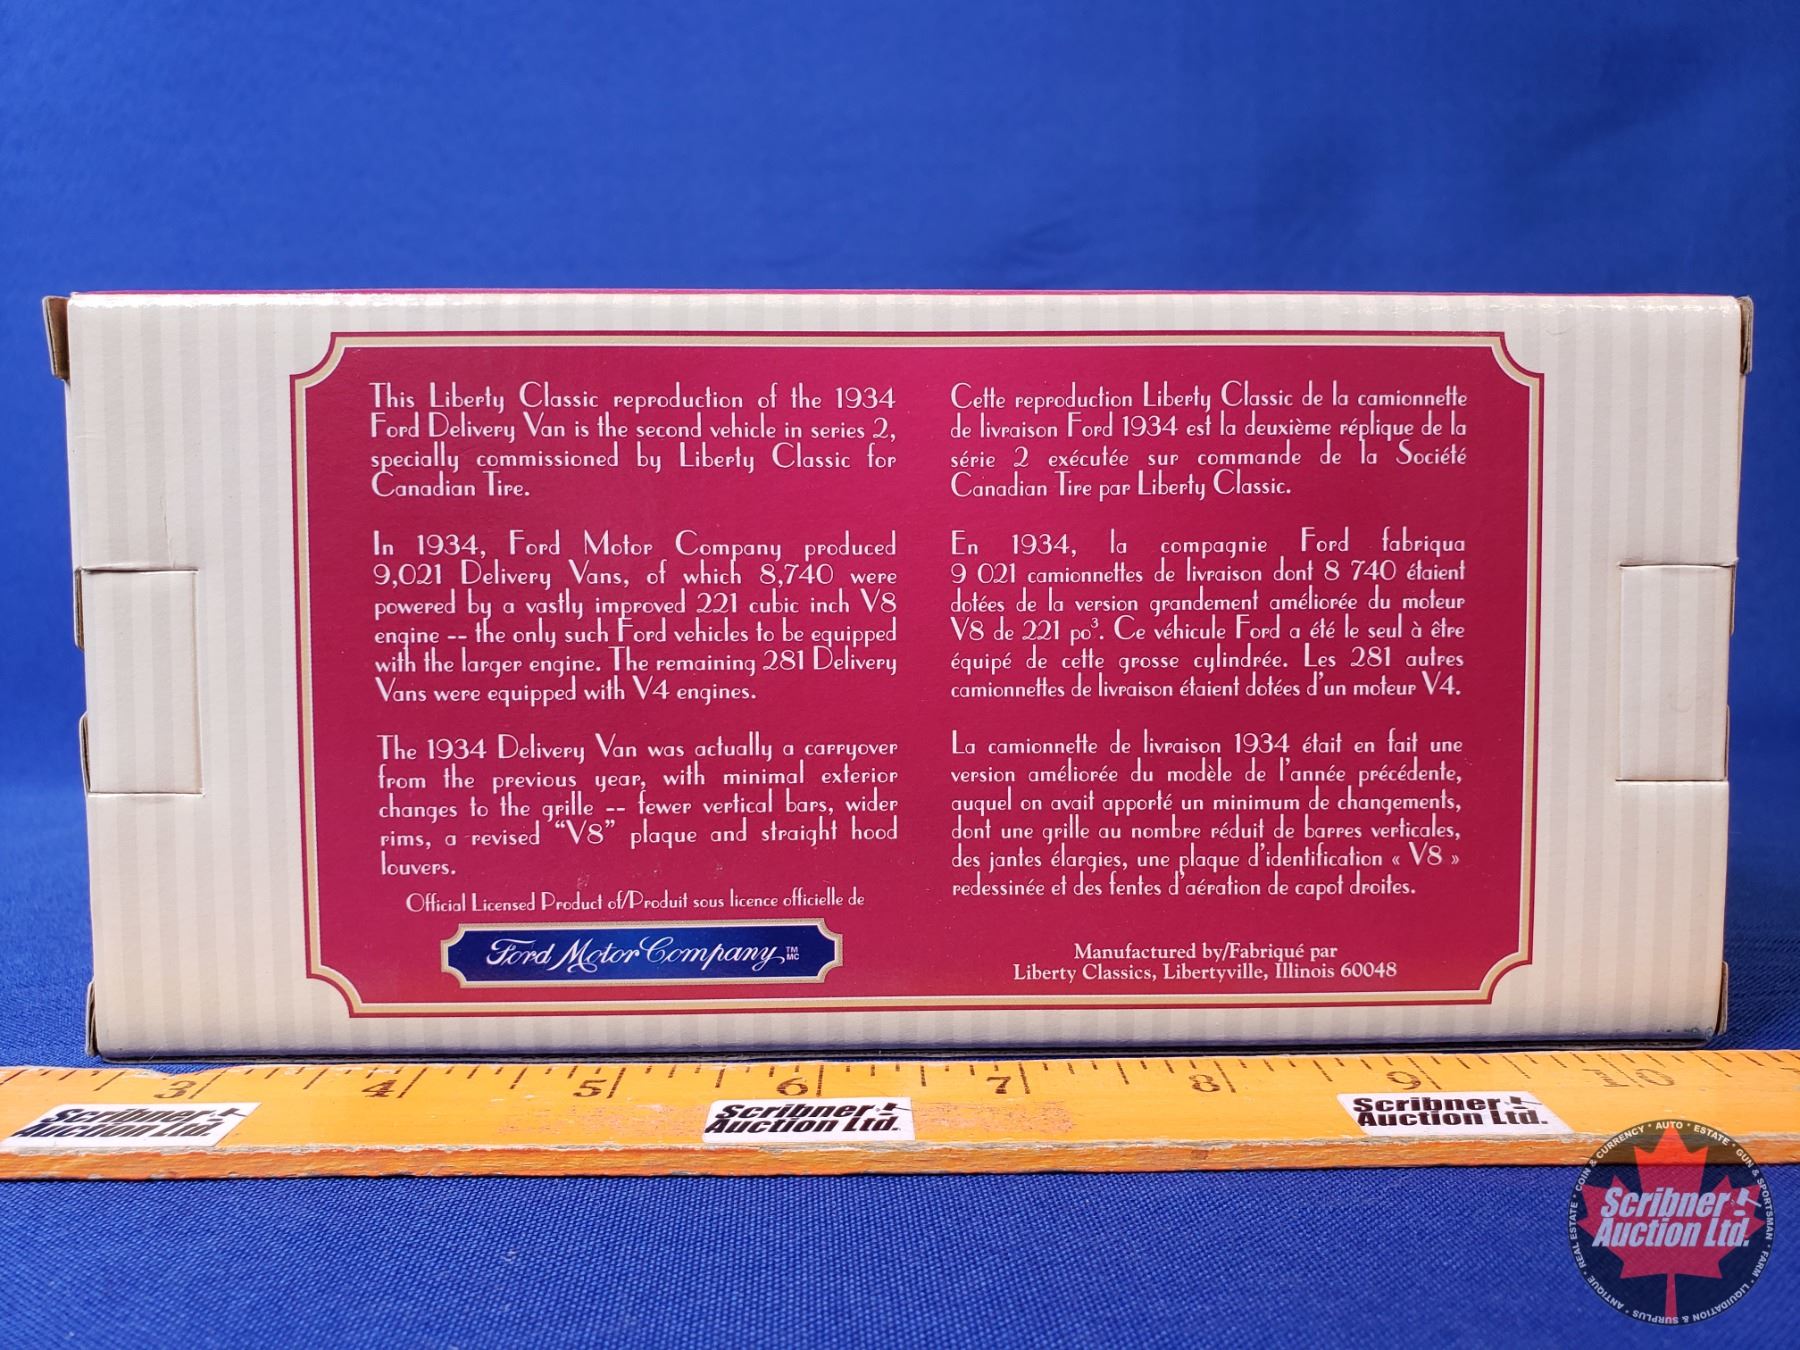 This Liberty Classic reproduction of the 1934
Ford Delivery Van is the second vehicle in series 2,
specially commissioned by Liberty Classic for
Canadian Tire.
In 1934, Ford Motor Company produced
9,021 Delivery Vans, of which 8,740 were
powered by a vastly improved 221 cubic inch V8
engine -- the only such Ford vehicles to be equipped
with the larger engine. The remaining 281 Delivery
Vans were equipped with V4 engines.
The 1934 Delivery Van was actually a carryover
from the previous year, with minimal exterior
changes to the grille -- fewer vertical bars, wider
rims, a revised “V8” plaque and straight hood
louvers.
Official Licensed Product of/Produit sous licence officielle de
Ford Motor Company TM MC
Cette reproduction Liberty Classic de la camionnette
de livraison Ford 1934 est la deuxième réplique de la
série 2 exécutée sur commande de la Société
Canadian Tire par Liberty Classic.
En 1934, la compagnie Ford fabriqua
9 021 camionnettes de livraison dont 8 740 étaient
dotées de la version grandement améliorée du moteur
V8 de 221 po³. Ce véhicule Ford a été le seul à être
équipé de cette grosse cylindrée. Les 281 autres
camionnettes de livraison étaient dotées d'un moteur V4.
La camionnette de livraison 1934 était en fait une
version améliorée du modèle de l'année précédente,
auquel on avait apporté un minimum de changements,
dont une grille au nombre réduit de barres verticales,
des jantes élargies, une plaque d'identification « V8 »
redessinée et des fentes d'aération de capot droites.
Manufactured by/Fabriqué par
Liberty Classics, Libertyville, Illinois 60048
3 4 5 6 7 8 9
Scribner
Auction Ltd.
Scribner
Auction Ltd.
Scribner
Auction Ltd.
COIN & CURRENCY • AUTO • ESTATE • GUN & SPORTSMAN • FARM • LIQUIDATION & SURPLUS • ANTIQUE • REAL ESTATE •
Scribner
Auction Ltd.